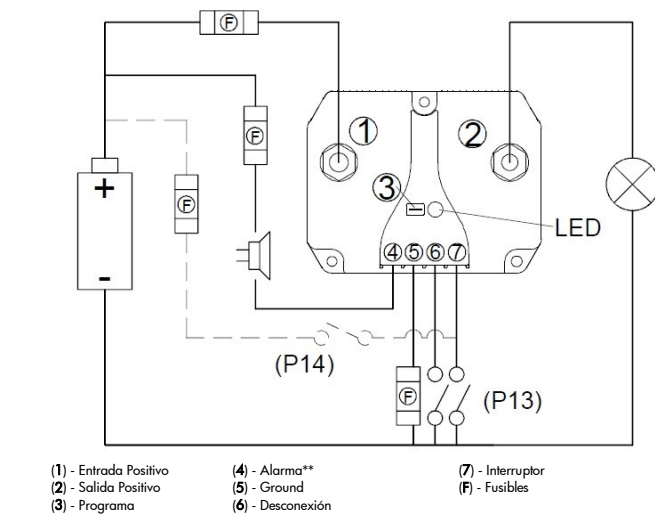 F
F
1
2
3
F
+
-
LED
4 5 6 7
(P14)
F
(P13)
(1) - Entrada Positivo
(2) - Salida Positivo
(3) - Programa
(4) - Alarma**
(5) - Ground
(6) - Desconexión
(7) - Interruptor
(F) - Fusibles